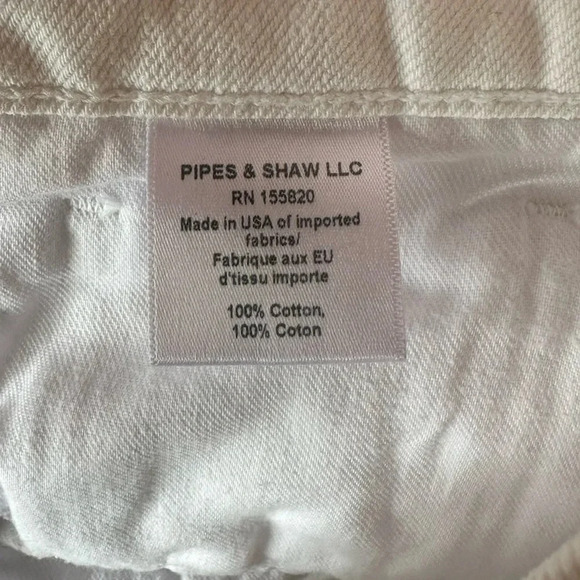 PIPES & SHAW LLC
RN 155820
Made in USA of imported
fabrics/
Fabrique aux EU
d'tissu importe
100% Cotton,
100% Coton